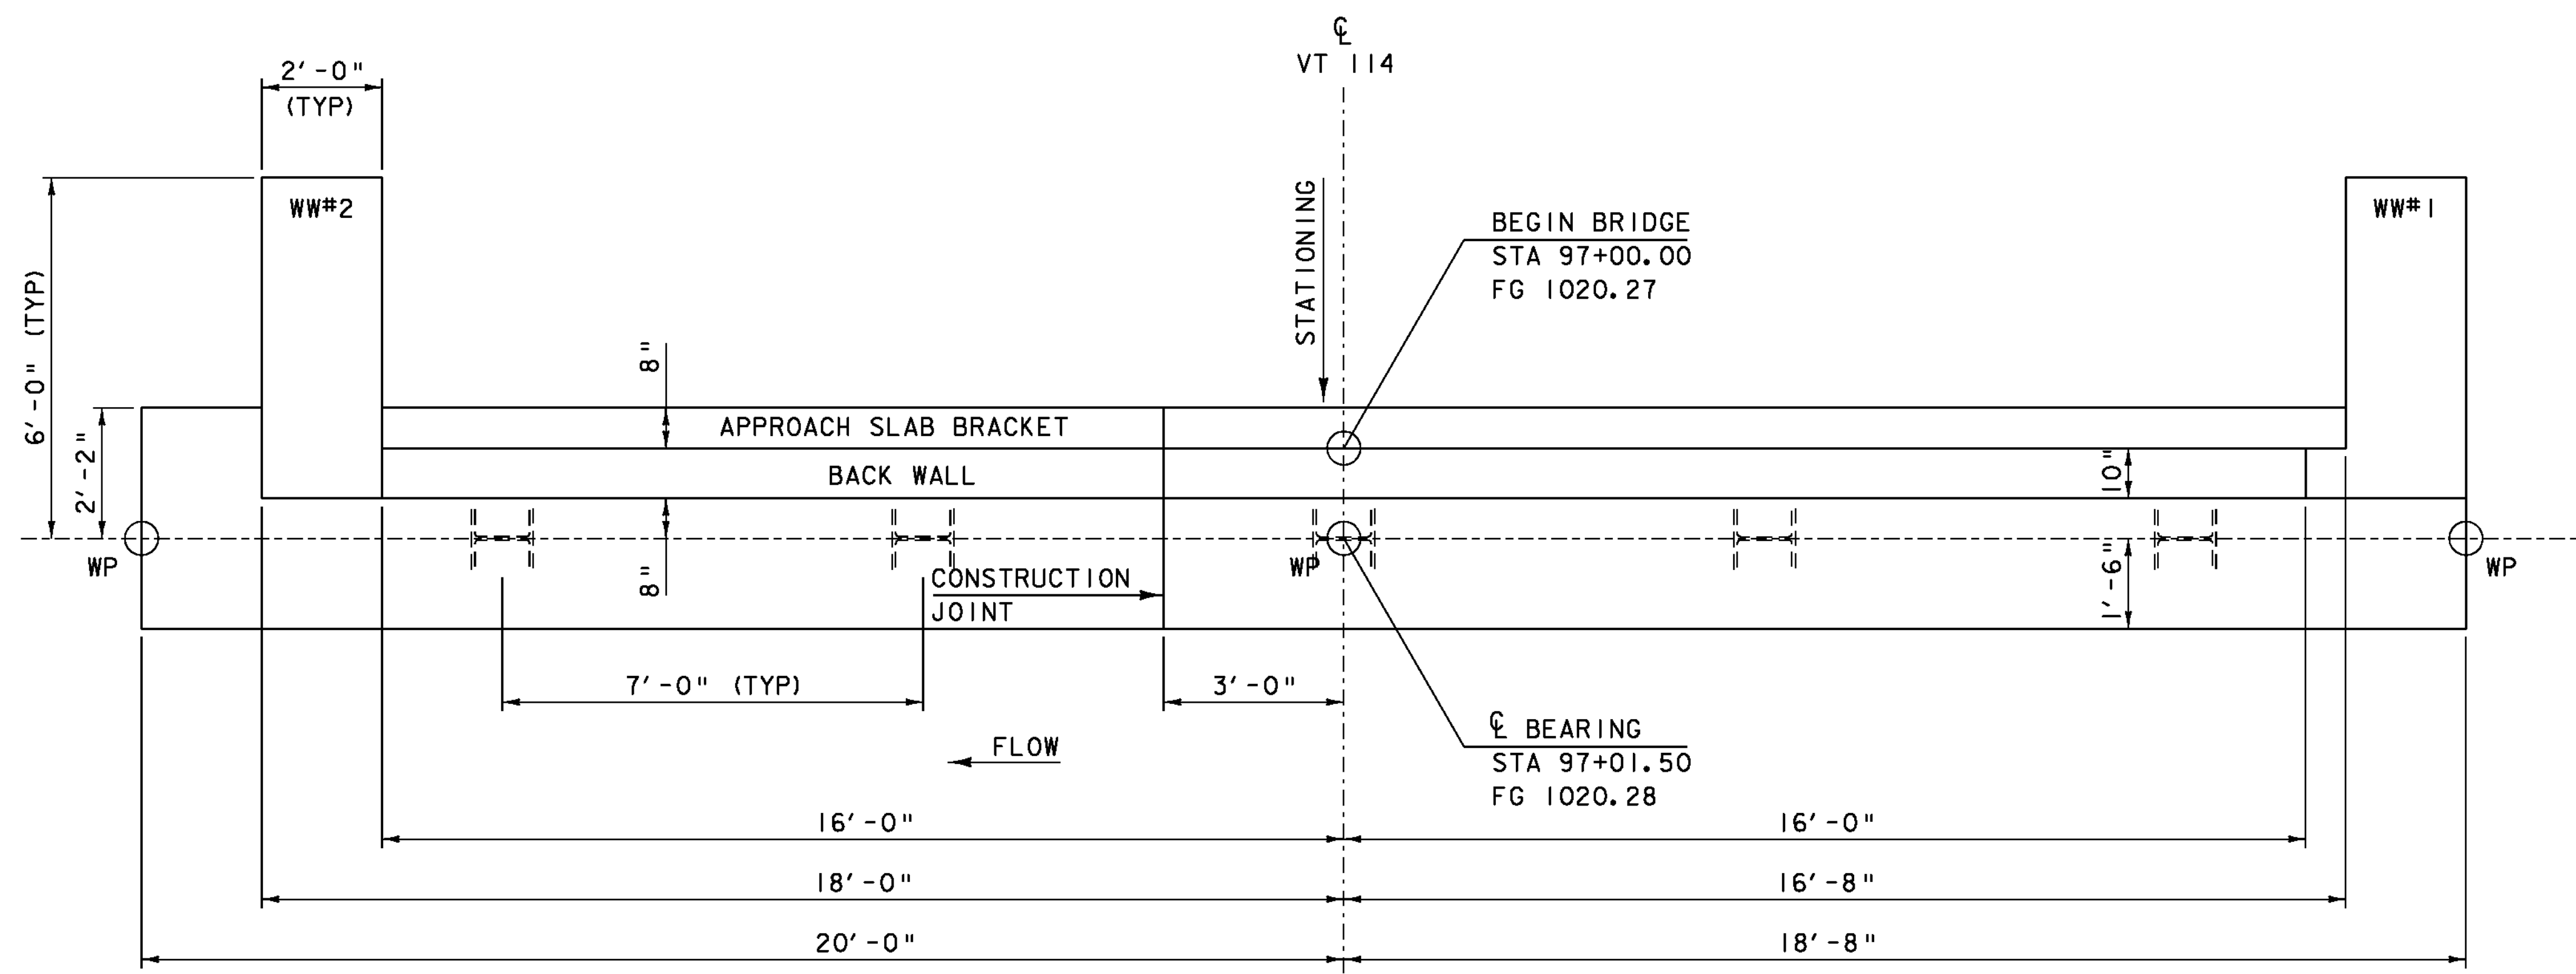 ℄
VT 114
2'-0"
(TYP)
WW#2
WW#1
6'-0" (TYP)
2'-2"
8"
STATIONING
BEGIN BRIDGE
STA 97+00.00
FG 1020.27
APPROACH SLAB BRACKET
BACK WALL
10"
WP
WP
WP
8"
CONSTRUCTION
JOINT
1'-6"
7'-0" (TYP)
3'-0"
FLOW
℄ BEARING
STA 97+01.50
FG 1020.28
16'-0"
16'-0"
18'-0"
16'-8"
20'-0"
18'-8"